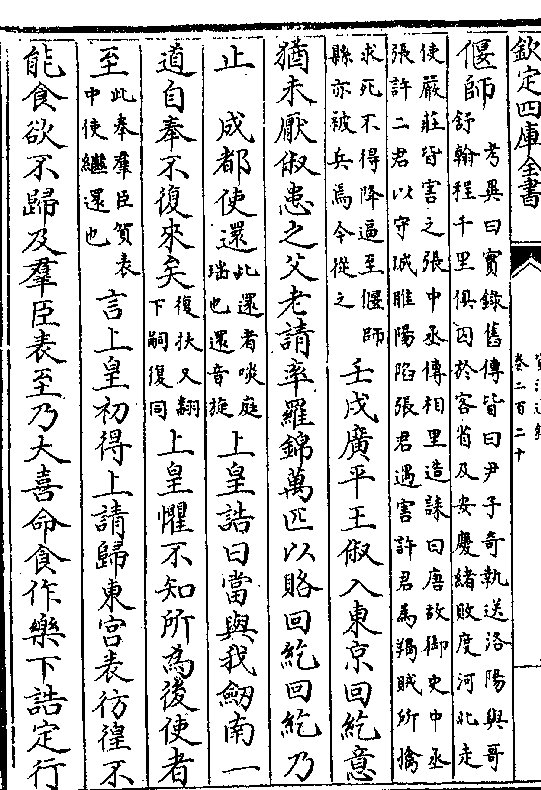 欽定四庫全書
資治通鑑
卷二百二十
偃師考異曰實錄舊傳皆曰尹子奇執送洛陽與哥
舒翰程千里俱囚於客省及安慶緒敗度河北走
使嚴莊皆害之張中丞傳相里造誄曰唐故御史中丞
張許二君以守城睢陽陷張君遇害許君為羯賊所擒
求死不得降逼至偃師
縣亦被兵焉今從之壬戌廣平王俶入東京回紇意
猶未厭俶患之父老請率羅錦萬匹以賂回紇回紇乃
止 成都使還此還者啖庭
瑶也還音旋上皇誥曰當與我劒南一
道自奉不復來矣復扶又翻
下嗣復同上皇懼不知所為後使者
至此奉羣臣賀表
中使繼還也言上皇初得上請歸東宮表彷徨不
能食欲不歸及羣臣表至乃大喜命食作樂下誥定行